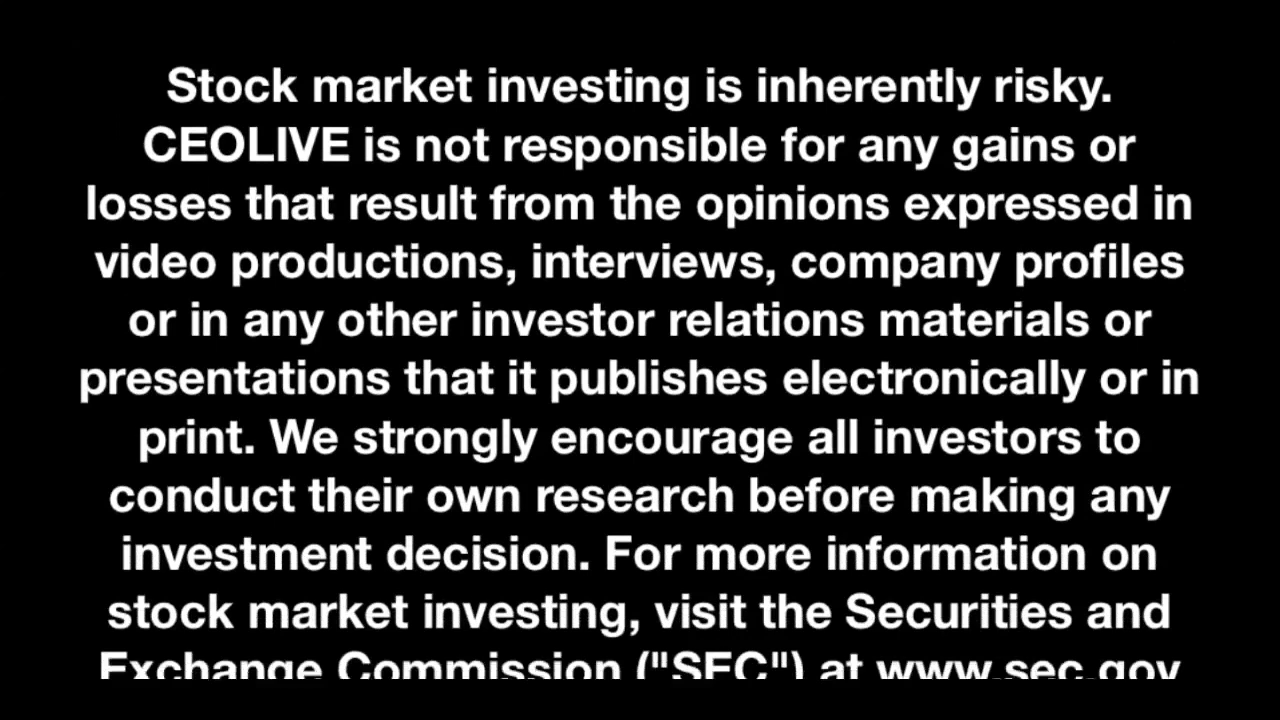 Stock market investing is inherently risky.
CEOLIVE is not responsible for any gains or
losses that result from the opinions expressed in
video productions, interviews, company profiles
or in any other investor relations materials or
presentations that it publishes electronically or in
print. We strongly encourage all investors to
conduct their own research before making any
investment decision. For more information on
stock market investing, visit the Securities and
Exchange Commission ("SEC") at www.sec.gov